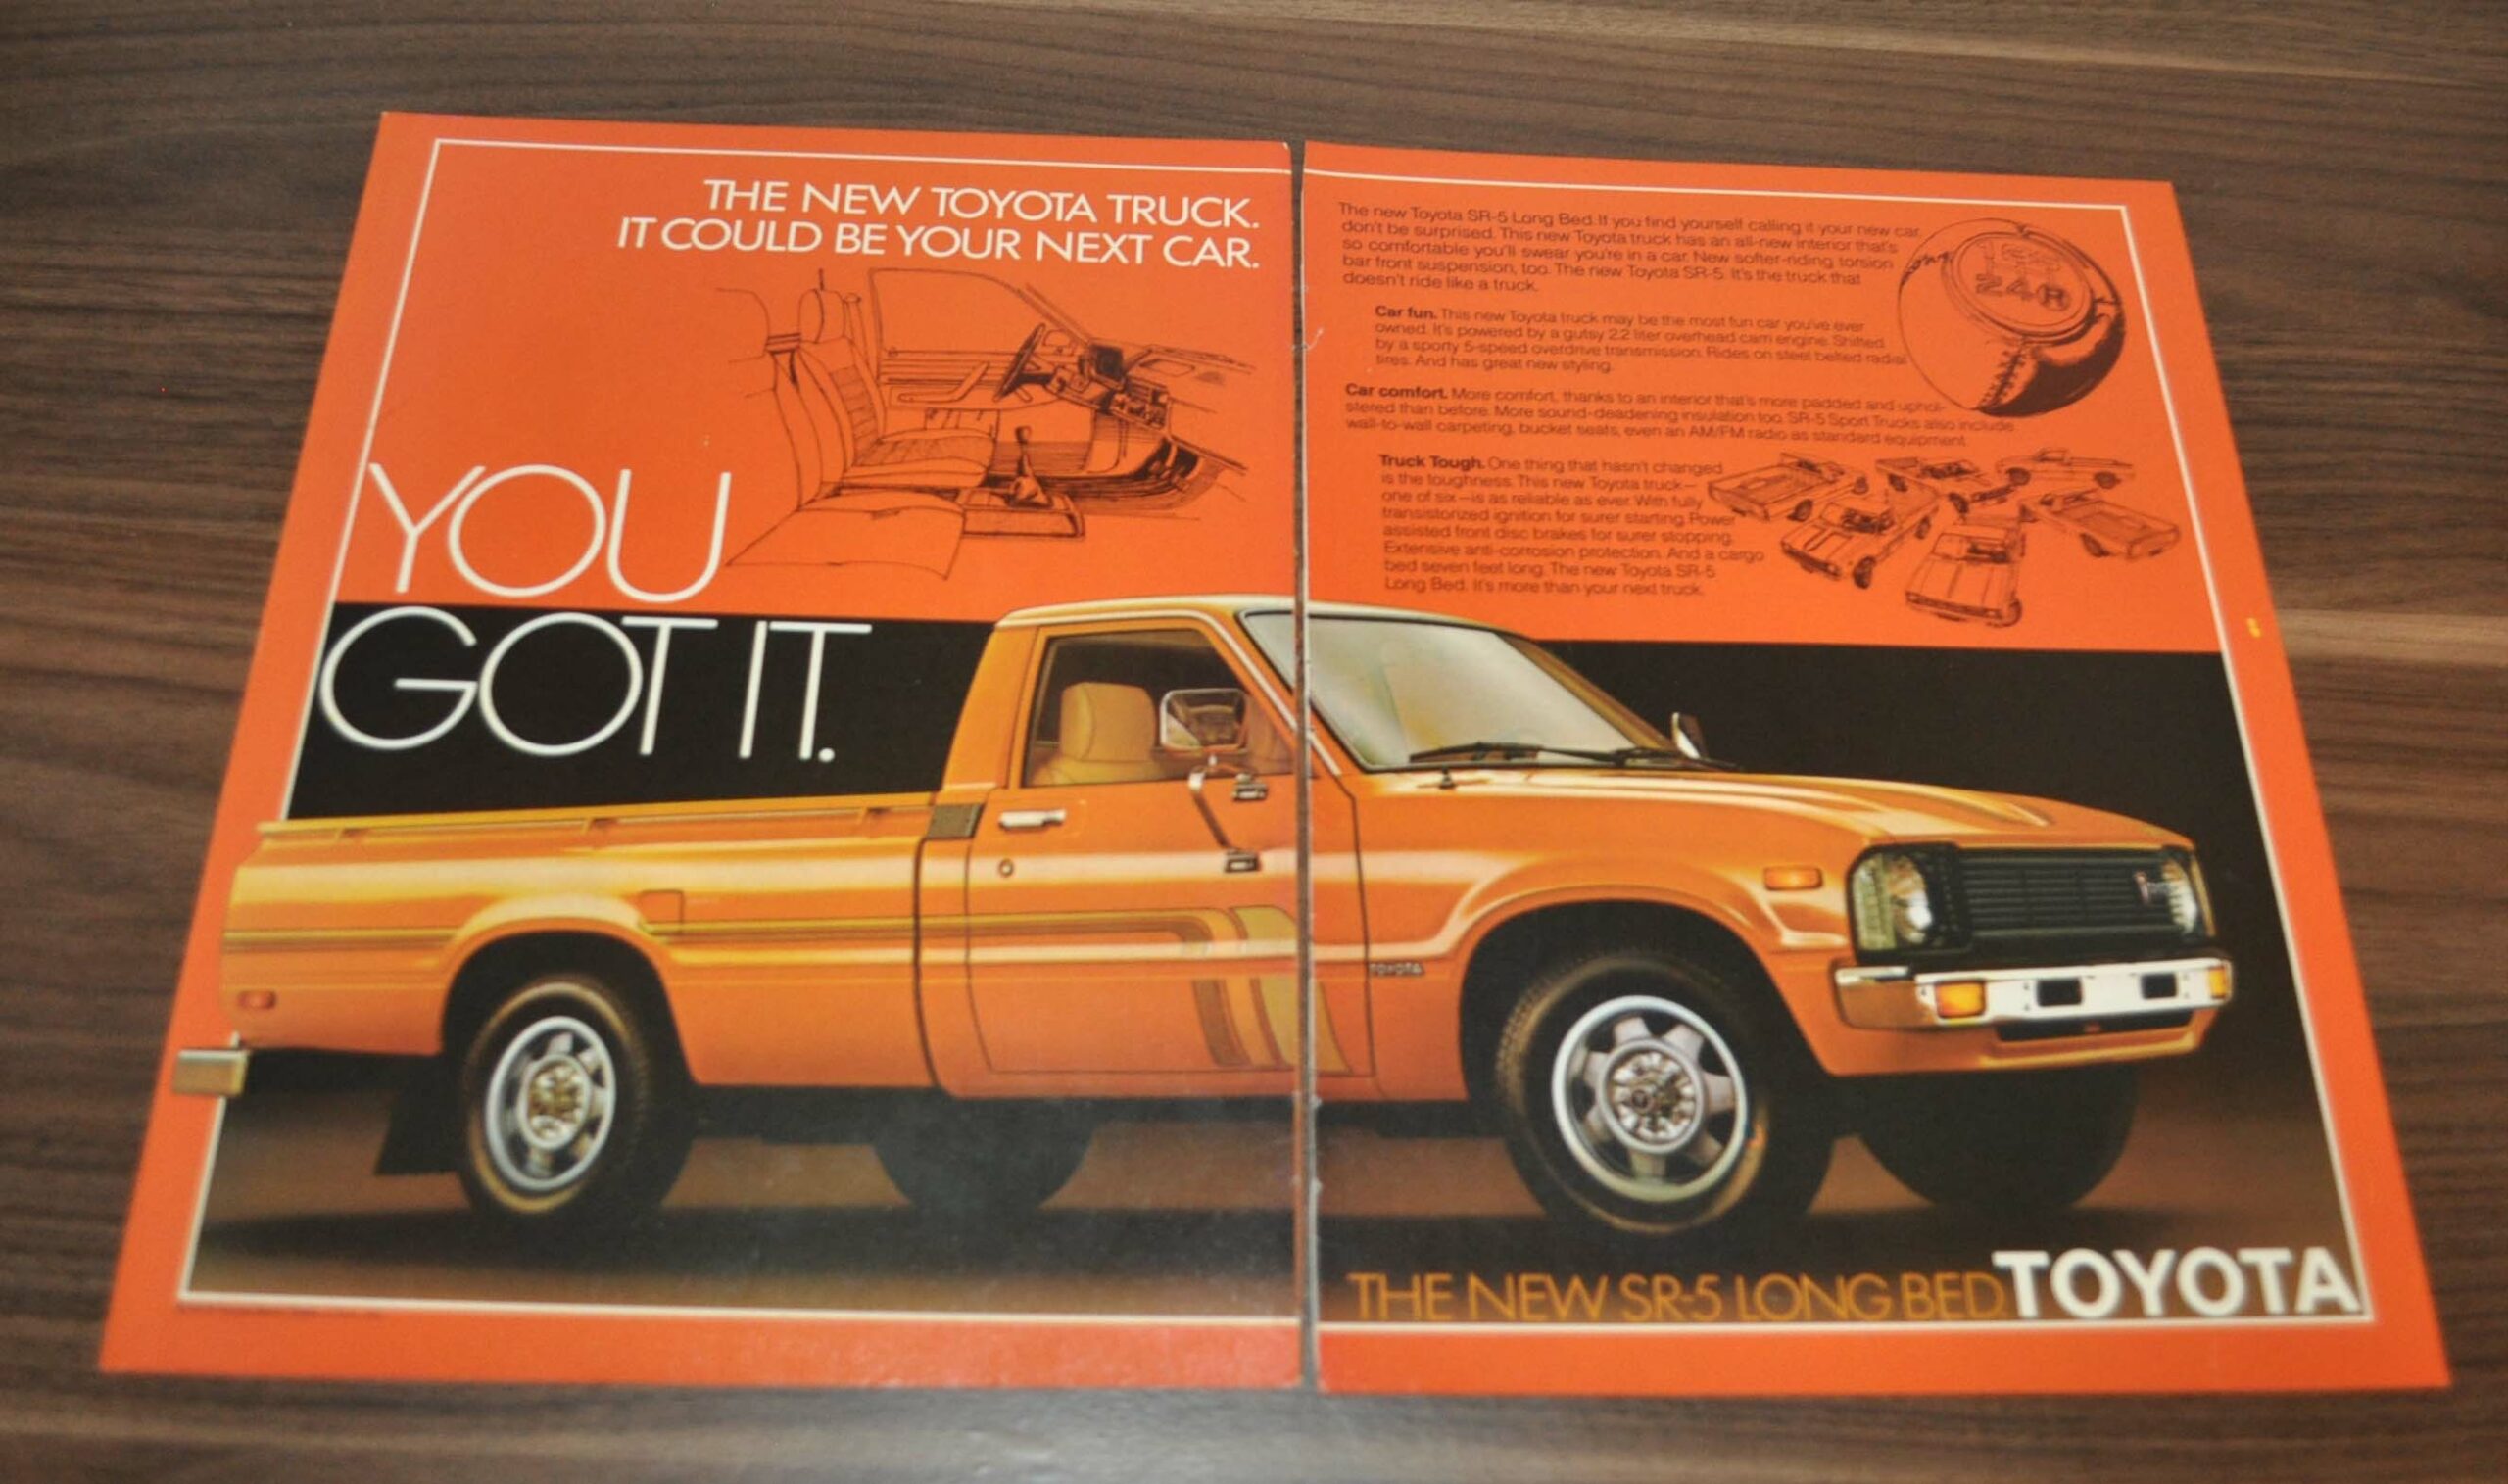 THE NEW TOYOTA TRUCK.
IT COULD BE YOUR NEXT CAR.
YOU
GOT IT.
The new Toyota SR-5 Long Bed. If you find yourself calling it your new car,
don't be surprised. This new Toyota truck has an all-new interior that's
so comfortable you'll swear you're in a car. New softer-riding torsion
bar front suspension, too. The new Toyota SR-5. It's the truck that
doesn't ride like a truck.
Car fun. This new Toyota truck may be the most fun car you've ever
owned. It's powered by a gutsy 2.2 liter overhead cam engine. Shifted
by a sporty 5-speed overdrive transmission. Rides on steel belted radial
tires. And has great new styling.
Car comfort. More comfort, thanks to an interior that's more padded and uphol-
stered than before. More sound-deadening insulation too. SR-5 Sport Trucks also include
wall-to-wall carpeting, bucket seats, even an AM/FM radio as standard equipment.
Truck Tough. One thing that hasn't changed
is the toughness. This new Toyota truck—
one of six—is as reliable as ever. With fully
transistorized ignition for surer starting. Power
assisted front disc brakes for surer stopping.
Extensive anti-corrosion protection. And a cargo
bed seven feet long. The new Toyota SR-5
Long Bed. It's more than your next truck.
135
24R
TOYOTA
THE NEW SR-5 LONG BED. TOYOTA